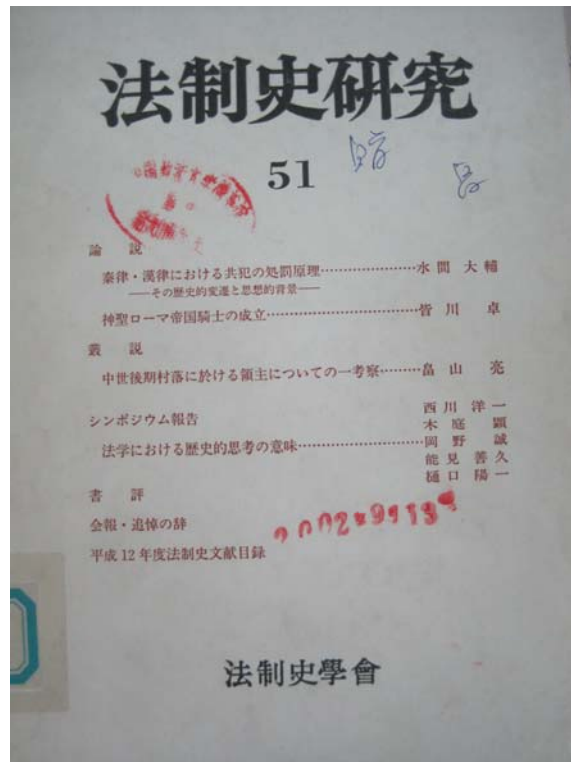 法制史研究
51
論説
秦律・漢律における共犯の処罰原理…………………水間大輔
――その歴史的変遷と思想的背景――
神聖ローマ帝国騎士の成立……………………………皆川卓
叢説
中世後期村落に於ける領主についての一考察………畠山亮
シンポジウム報告
法学における歴史的思考の意味………………………
西川洋一
木庭顕
岡野誠
能見善久
樋口陽一
書評
会報・追悼の辞
平成12年度法制史文献目録
法制史學會